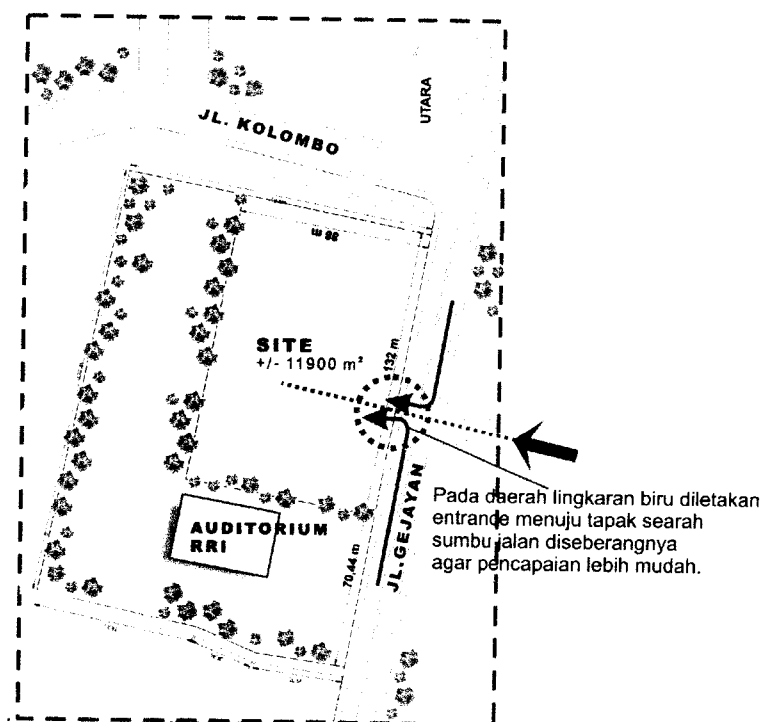 UTARA
JL. KOLOMBO
88 m
SITE
+/- 11900 m²
132 m
AUDITORIUM
RRI
70,44 m
JL.GEJAYAN
Pada daerah lingkaran biru diletakan
entrance menuju tapak searah
sumbu jalan diseberangnya
agar pencapaian lebih mudah.